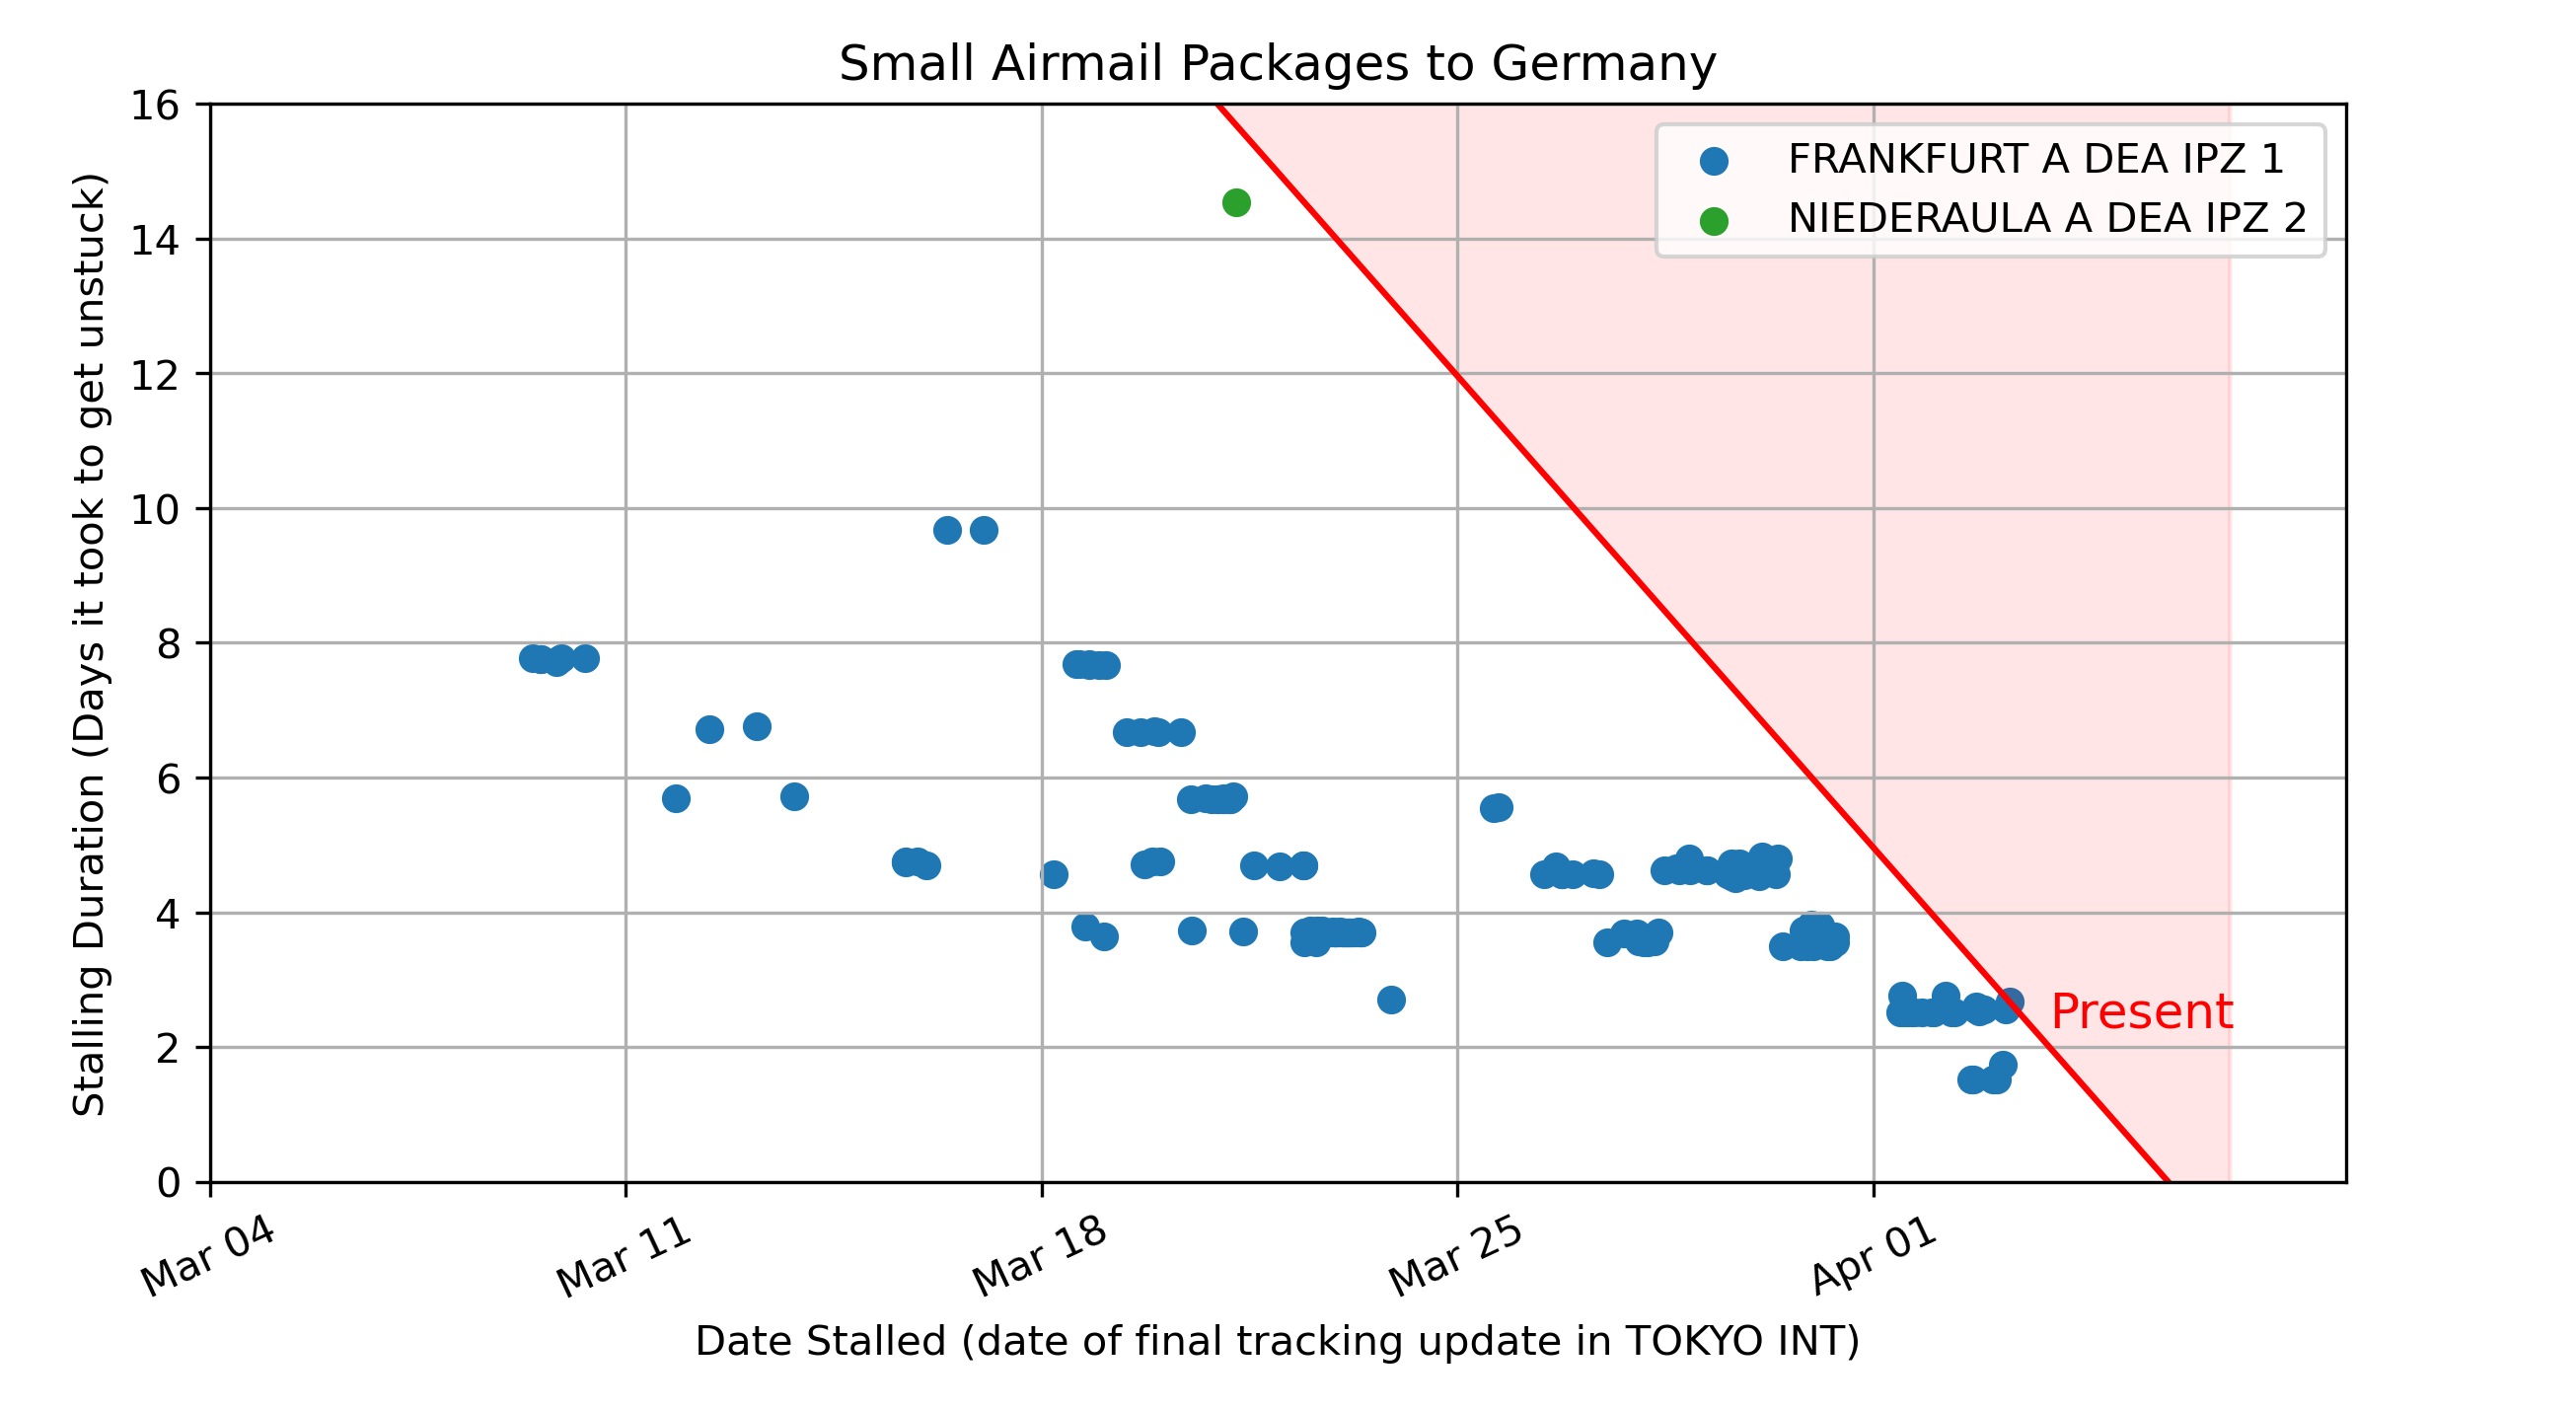 Small Airmail Packages to Germany
Stalling Duration (Days it took to get unstuck)
16
14
12
10
8
6
4
2
0
FRANKFURT A DEA IPZ 1
NIEDERAULA A DEA IPZ 2
Present
Mar 04
Mar 11
Mar 18
Mar 25
Apr 01
Date Stalled (date of final tracking update in TOKYO INT)